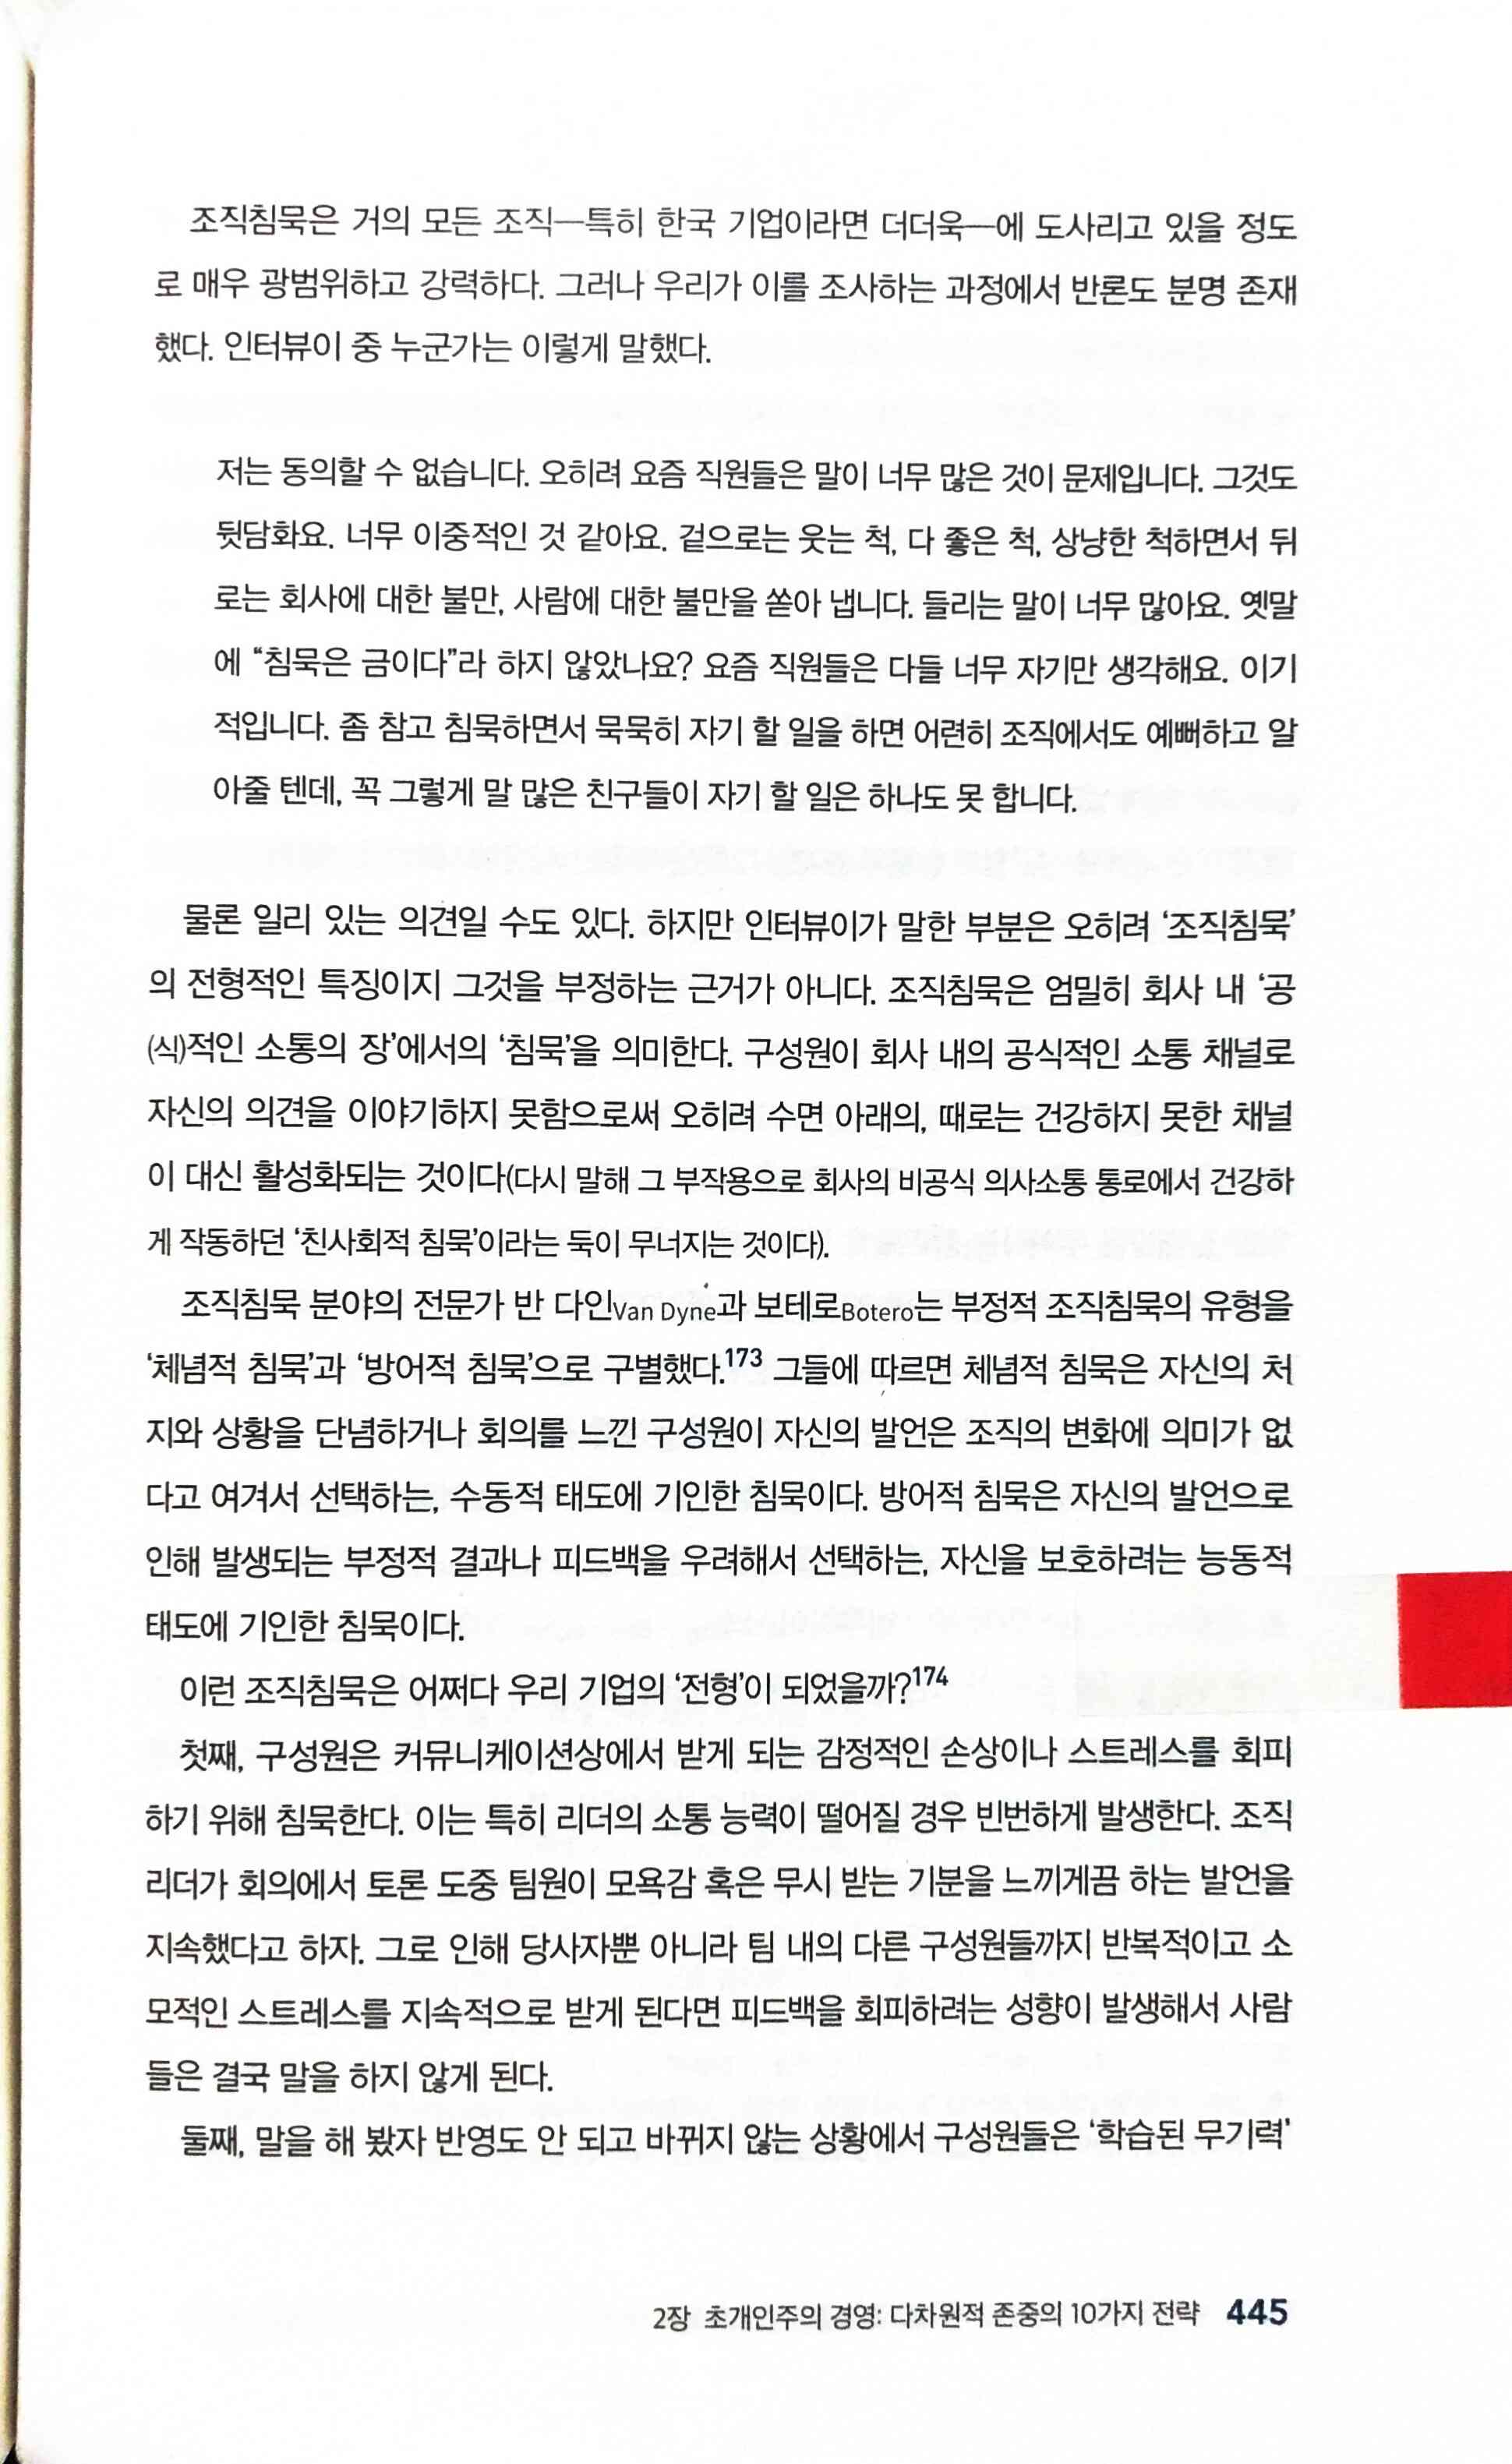 조직침묵은 거의 모든 조직—특히 한국 기업이라면 더더욱—에 도사리고 있을 정도
로 매우 광범위하고 강력하다. 그러나 우리가 이를 조사하는 과정에서 반론도 분명 존재
했다. 인터뷰이 중 누군가는 이렇게 말했다.
저는 동의할 수 없습니다. 오히려 요즘 직원들은 말이 너무 많은 것이 문제입니다. 그것도
뒷담화요. 너무 이중적인 것 같아요. 겉으로는 웃는 척, 다 좋은 척, 상냥한 척하면서 뒤
로는 회사에 대한 불만, 사람에 대한 불만을 쏟아 냅니다. 들리는 말이 너무 많아요. 옛말
에 “침묵은 금이다”라 하지 않았나요? 요즘 직원들은 다들 너무 자기만 생각해요. 이기
적입니다. 좀 참고 침묵하면서 묵묵히 자기 할 일을 하면 어련히 조직에서도 예뻐하고 알
아줄 텐데, 꼭 그렇게 말 많은 친구들이 자기 할 일은 하나도 못 합니다.
물론 일리 있는 의견일 수도 있다. 하지만 인터뷰이가 말한 부분은 오히려 ‘조직침묵’
의 전형적인 특징이지 그것을 부정하는 근거가 아니다. 조직침묵은 엄밀히 회사 내 ‘공
(식)적인 소통의 장’에서의 ‘침묵’을 의미한다. 구성원이 회사 내의 공식적인 소통 채널로
자신의 의견을 이야기하지 못함으로써 오히려 수면 아래의, 때로는 건강하지 못한 채널
이 대신 활성화되는 것이다(다시 말해 그 부작용으로 회사의 비공식 의사소통 통로에서 건강하
게 작동하던 ‘친사회적 침묵’이라는 둑이 무너지는 것이다).
조직침묵 분야의 전문가 반 다인Van Dyne과 보테로Botero는 부정적 조직침묵의 유형을
‘체념적 침묵’과 ‘방어적 침묵’으로 구별했다.173 그들에 따르면 체념적 침묵은 자신의 처
지와 상황을 단념하거나 회의를 느낀 구성원이 자신의 발언은 조직의 변화에 의미가 없
다고 여겨서 선택하는, 수동적 태도에 기인한 침묵이다. 방어적 침묵은 자신의 발언으로
인해 발생되는 부정적 결과나 피드백을 우려해서 선택하는, 자신을 보호하려는 능동적
태도에 기인한 침묵이다.
이런 조직침묵은 어쩌다 우리 기업의 ‘전형’이 되었을까?174
첫째, 구성원은 커뮤니케이션상에서 받게 되는 감정적인 손상이나 스트레스를 회피
하기 위해 침묵한다. 이는 특히 리더의 소통 능력이 떨어질 경우 빈번하게 발생한다. 조직
리더가 회의에서 토론 도중 팀원이 모욕감 혹은 무시 받는 기분을 느끼게끔 하는 발언을
지속했다고 하자. 그로 인해 당사자뿐 아니라 팀 내의 다른 구성원들까지 반복적이고 소
모적인 스트레스를 지속적으로 받게 된다면 피드백을 회피하려는 성향이 발생해서 사람
들은 결국 말을 하지 않게 된다.
둘째, 말을 해 봤자 반영도 안 되고 바뀌지 않는 상황에서 구성원들은 ‘학습된 무기력’
2장 초개인주의 경영: 다차원적 존중의 10가지 전략 445